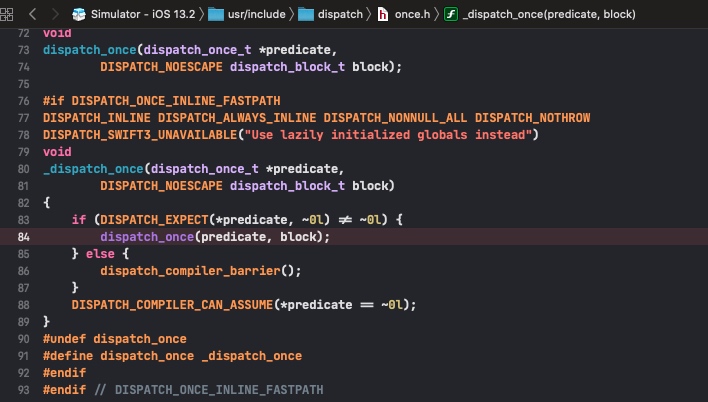 Simulator - iOS 13.2 〉 usr/include 〉 dispatch 〉 h once.h 〉 f _dispatch_once(predicate, block)
72 void
73 dispatch_once(dispatch_once_t *predicate,
74         DISPATCH_NOESCAPE dispatch_block_t block);
75
76 #if DISPATCH_ONCE_INLINE_FASTPATH
77 DISPATCH_INLINE DISPATCH_ALWAYS_INLINE DISPATCH_NONNULL_ALL DISPATCH_NOTHROW
78 DISPATCH_SWIFT3_UNAVAILABLE("Use lazily initialized globals instead")
79 void
80 _dispatch_once(dispatch_once_t *predicate,
81         DISPATCH_NOESCAPE dispatch_block_t block)
82 {
83     if (DISPATCH_EXPECT(*predicate, ~0l) != ~0l) {
84         dispatch_once(predicate, block);
85     } else {
86         dispatch_compiler_barrier();
87     }
88     DISPATCH_COMPILER_CAN_ASSUME(*predicate == ~0l);
89 }
90 #undef dispatch_once
91 #define dispatch_once _dispatch_once
92 #endif
93 #endif // DISPATCH_ONCE_INLINE_FASTPATH